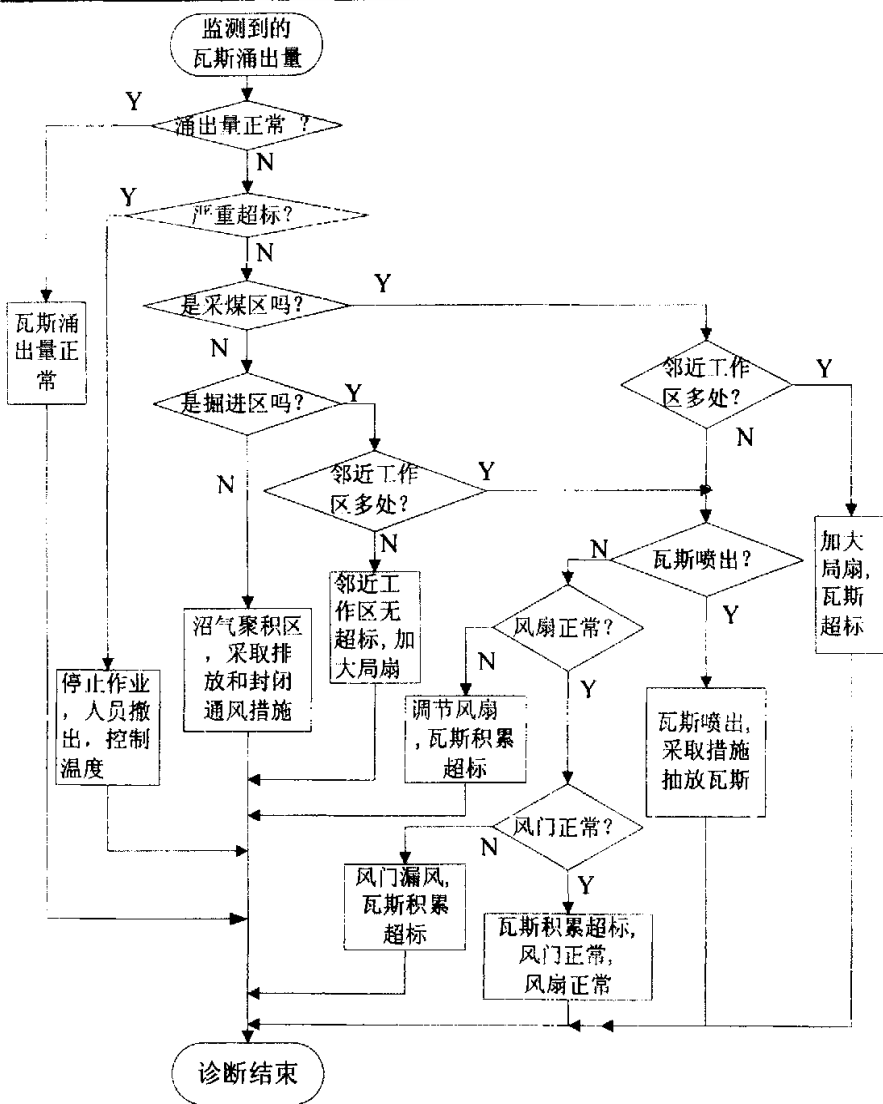 监测到的
瓦斯涌出量
Y
涌出量正常？
N
Y
严重超标？
N
Y
是采煤区吗？
N
瓦斯涌
出量正
常
邻近工作
区多处？
Y
N
是掘进区吗？
Y
N
邻近工作
区多处？
Y
N
加大
局扇，
瓦斯
超标
瓦斯喷出？
N
Y
邻近工
作区无
超标，加
大局扇
沼气聚积区
，采取排
放和封闭
通风措施
风扇正常？
N
Y
停止作业
，人员撤
出，控制
温度
调节风扇
，瓦斯积累
超标
瓦斯喷出，
采取措施
抽放瓦斯
风门正常？
N
Y
风门漏风，
瓦斯积累
超标
瓦斯积累超标，
风门正常，
风扇正常
诊断结束